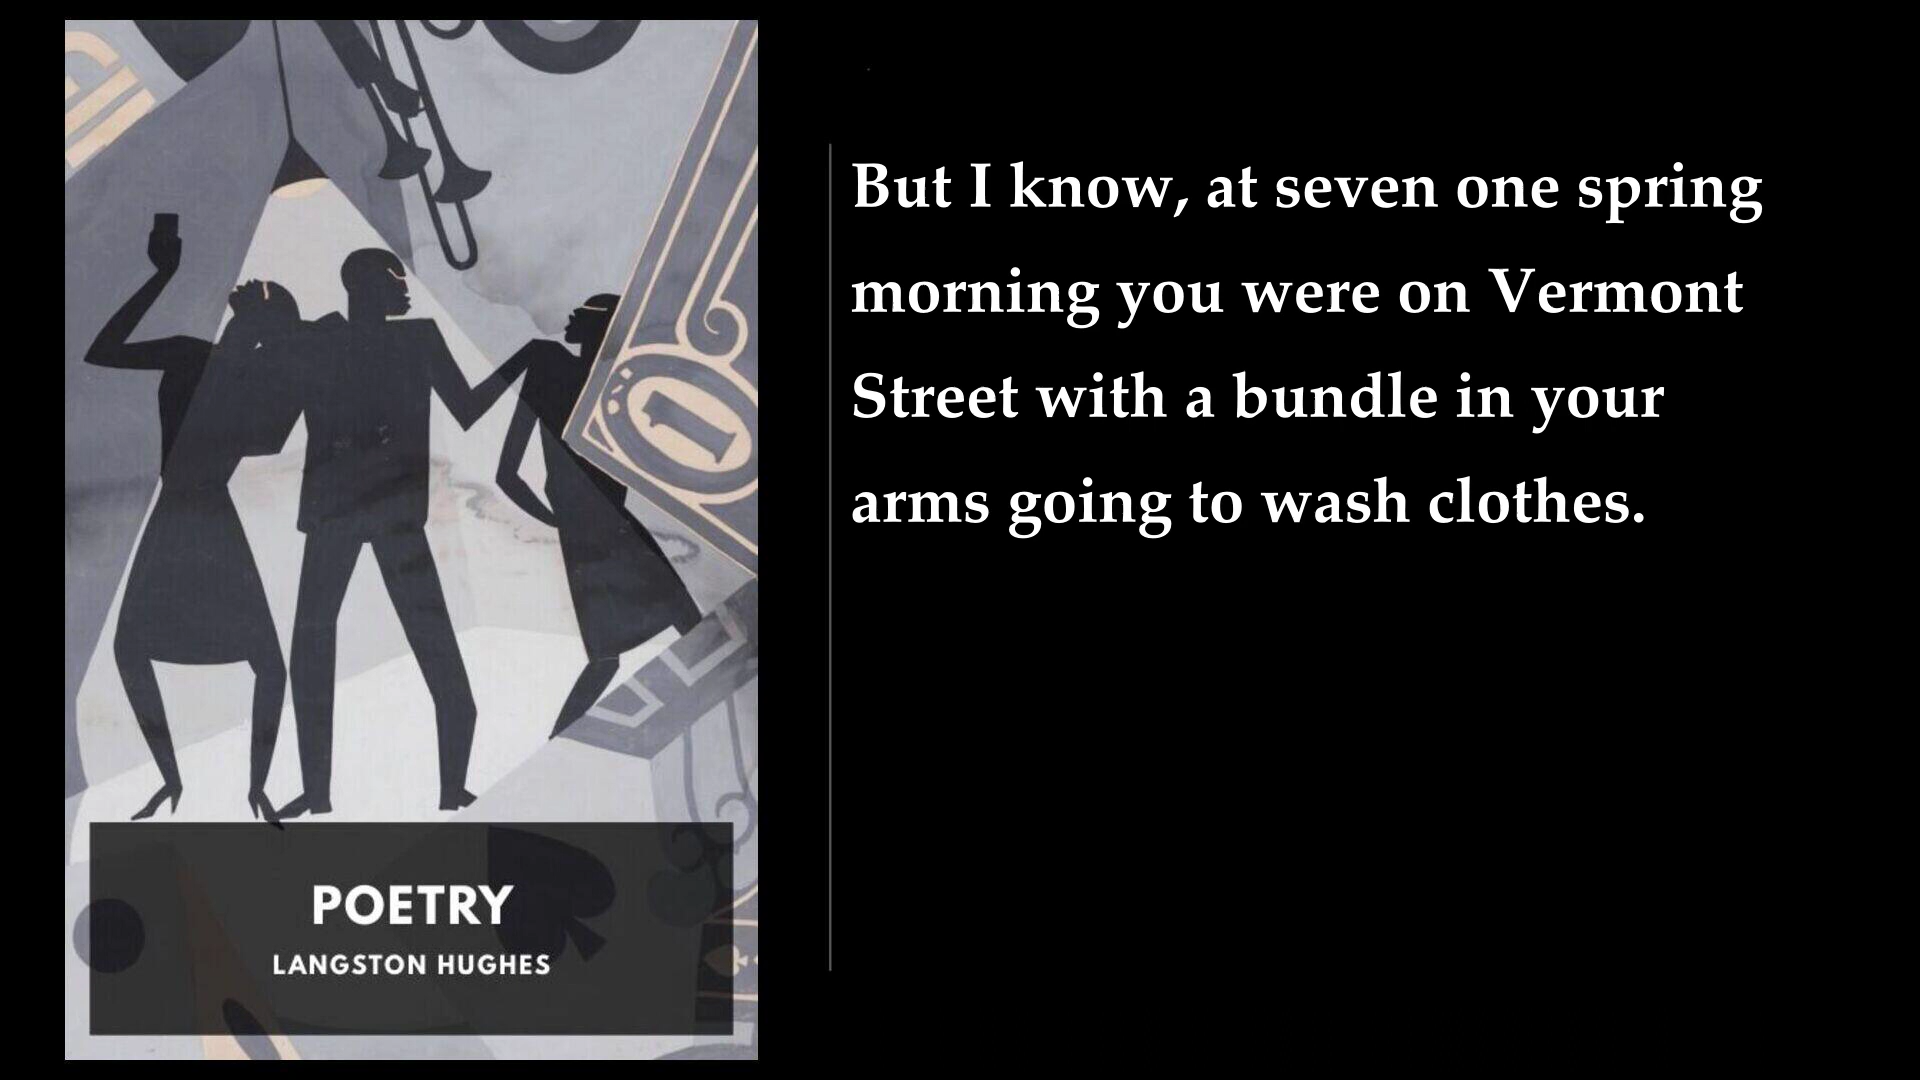 But I know, at seven one spring
morning you were on Vermont
Street with a bundle in your
arms going to wash clothes.
1
POETRY
LANGSTON HUGHES